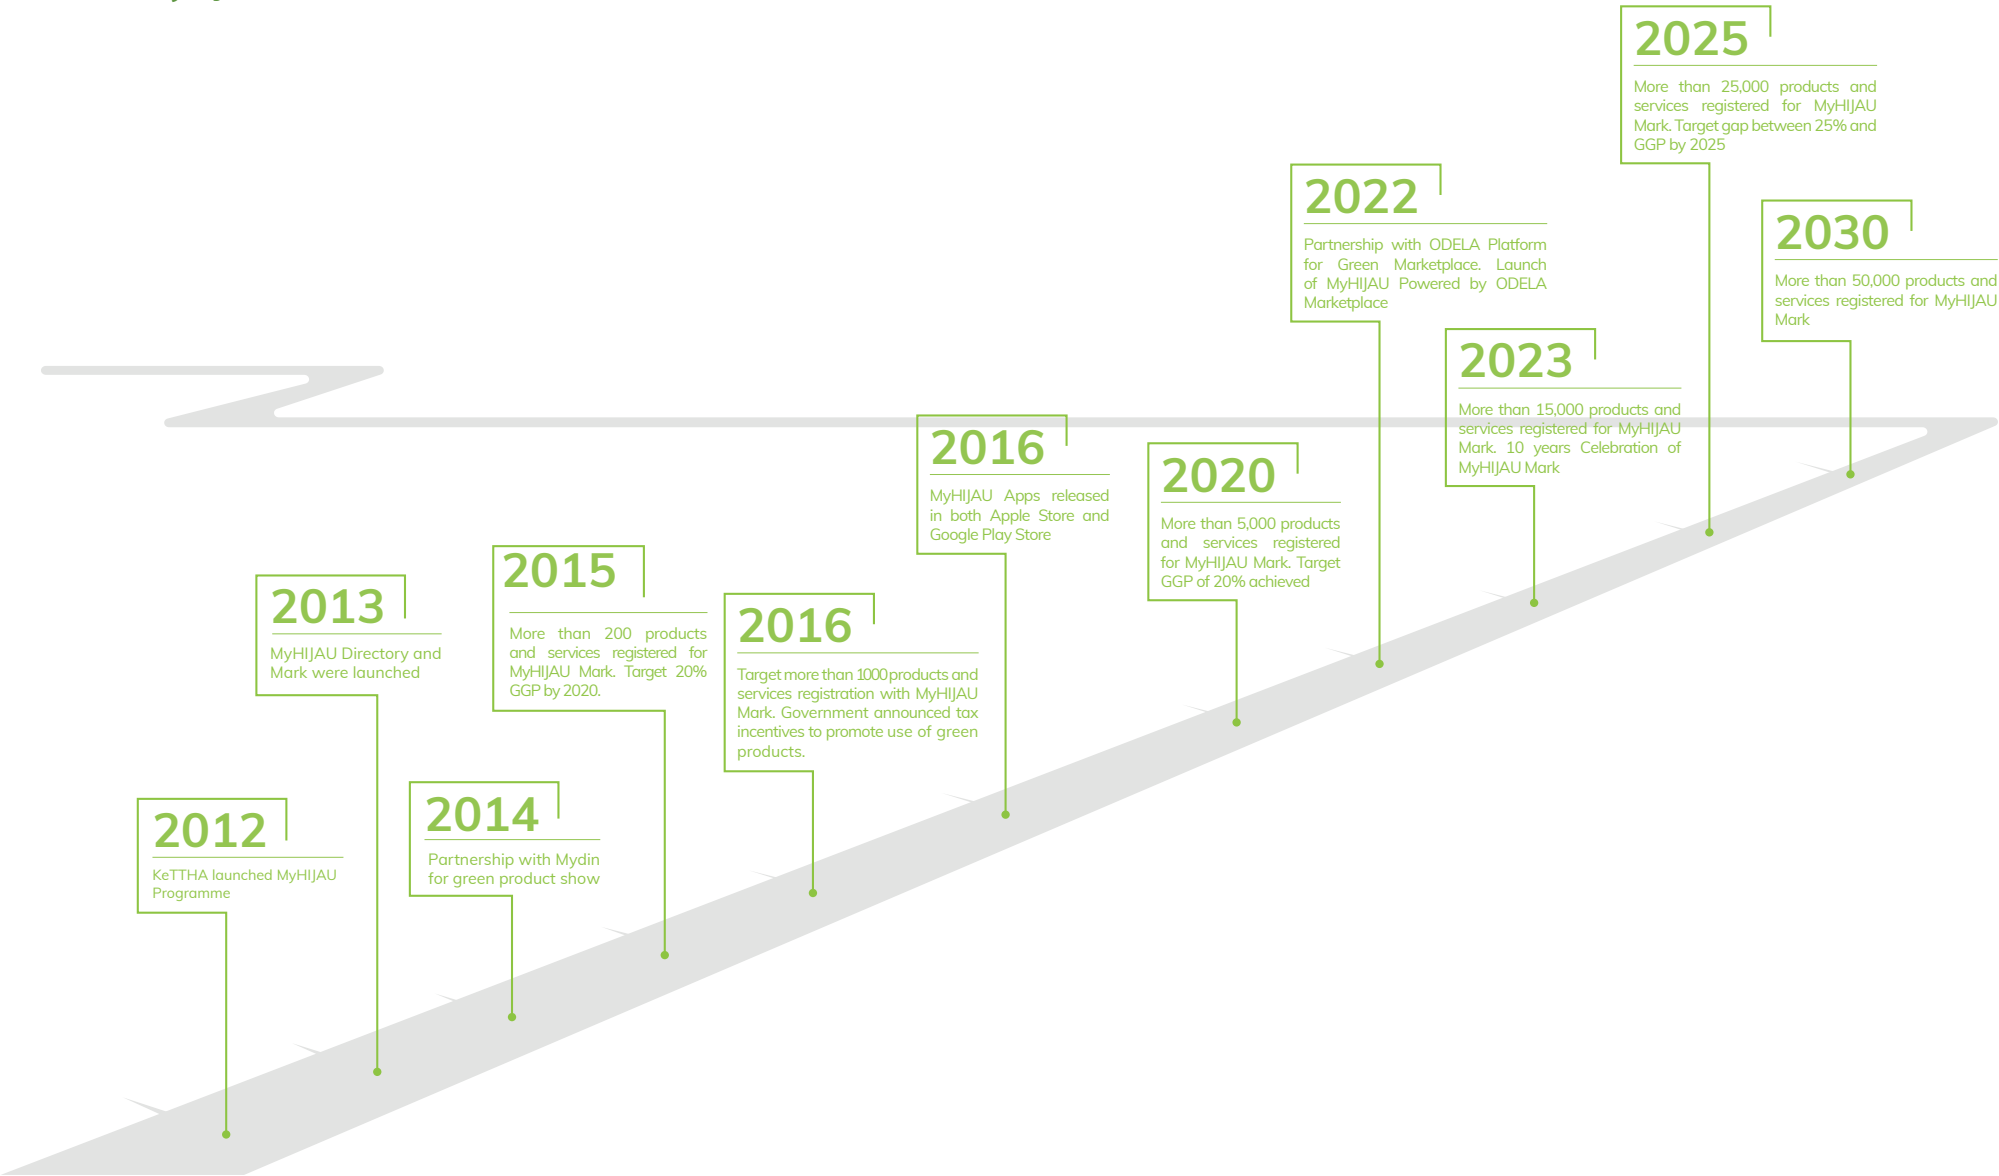 2012
KeTTHA launched MyHIJAU
Programme
2013
MyHIJAU Directory and
Mark were launched
2014
Partnership with Mydin
for green product show
2015
More than 200 products
and services registered for
MyHIJAU Mark. Target 20%
GGP by 2020.
2016
Target more than 1000 products and
services registration with MyHIJAU
Mark. Government announced tax
incentives to promote use of green
products.
2016
MyHIJAU Apps released
in both Apple Store and
Google Play Store
2020
More than 5,000 products
and services registered
for MyHIJAU Mark. Target
GGP of 20% achieved
2022
Partnership with ODELA Platform
for Green Marketplace. Launch
of MyHIJAU Powered by ODELA
Marketplace
2023
More than 15,000 products and
services registered for MyHIJAU
Mark. 10 years Celebration of
MyHIJAU Mark
2025
More than 25,000 products and
services registered for MyHIJAU
Mark. Target gap between 25% and
GGP by 2025
2030
More than 50,000 products and
services registered for MyHIJAU
Mark